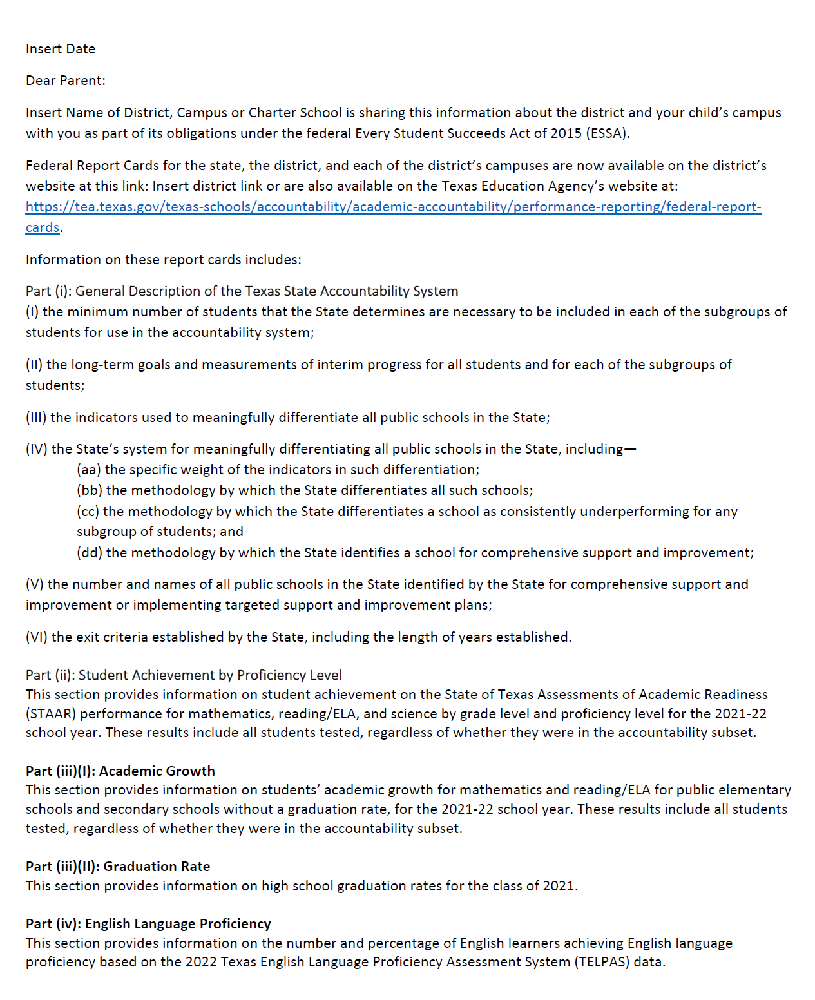 Insert Date
Dear Parent:
Insert Name of District, Campus or Charter School is sharing this information about the district and your child’s campus
with you as part of its obligations under the federal Every Student Succeeds Act of 2015 (ESSA).
Federal Report Cards for the state, the district, and each of the district’s campuses are now available on the district’s
website at this link: Insert district link or are also available on the Texas Education Agency’s website at:
https://tea.texas.gov/texas-schools/accountability/academic-accountability/performance-reporting/federal-report-
cards.
Information on these report cards includes:
Part (i): General Description of the Texas State Accountability System
(I) the minimum number of students that the State determines are necessary to be included in each of the subgroups of
students for use in the accountability system;
(II) the long-term goals and measurements of interim progress for all students and for each of the subgroups of
students;
(III) the indicators used to meaningfully differentiate all public schools in the State;
(IV) the State’s system for meaningfully differentiating all public schools in the State, including—
(aa) the specific weight of the indicators in such differentiation;
(bb) the methodology by which the State differentiates all such schools;
(cc) the methodology by which the State differentiates a school as consistently underperforming for any
subgroup of students; and
(dd) the methodology by which the State identifies a school for comprehensive support and improvement;
(V) the number and names of all public schools in the State identified by the State for comprehensive support and
improvement or implementing targeted support and improvement plans;
(VI) the exit criteria established by the State, including the length of years established.
Part (ii): Student Achievement by Proficiency Level
This section provides information on student achievement on the State of Texas Assessments of Academic Readiness
(STAAR) performance for mathematics, reading/ELA, and science by grade level and proficiency level for the 2021-22
school year. These results include all students tested, regardless of whether they were in the accountability subset.
Part (iii)(I): Academic Growth
This section provides information on students’ academic growth for mathematics and reading/ELA for public elementary
schools and secondary schools without a graduation rate, for the 2021-22 school year. These results include all students
tested, regardless of whether they were in the accountability subset.
Part (iii)(II): Graduation Rate
This section provides information on high school graduation rates for the class of 2021.
Part (iv): English Language Proficiency
This section provides information on the number and percentage of English learners achieving English language
proficiency based on the 2022 Texas English Language Proficiency Assessment System (TELPAS) data.